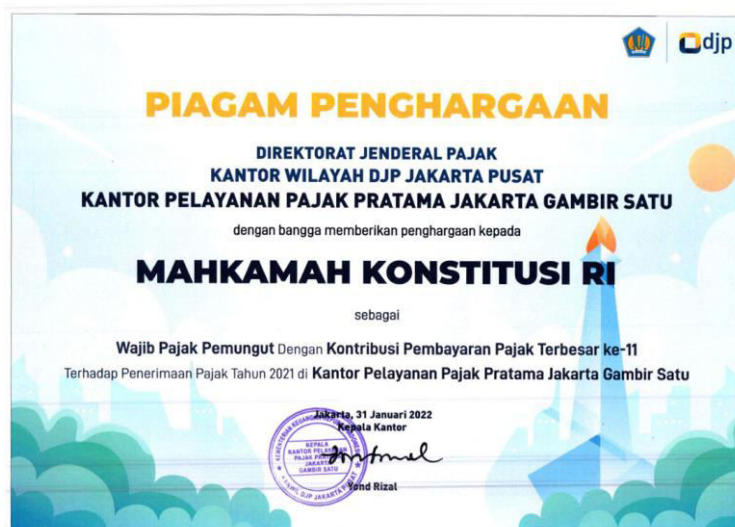 djp
PIAGAM PENGHARGAAN
DIREKTORAT JENDERAL PAJAK
KANTOR WILAYAH DJP JAKARTA PUSAT
KANTOR PELAYANAN PAJAK PRATAMA JAKARTA GAMBIR SATU
dengan bangga memberikan penghargaan kepada
MAHKAMAH KONSTITUSI RI
sebagai
Wajib Pajak Pemungut Dengan Kontribusi Pembayaran Pajak Terbesar ke-11
Terhadap Penerimaan Pajak Tahun 2021 di Kantor Pelayanan Pajak Pratama Jakarta Gambir Satu
Jakarta, 31 Januari 2022
Kepala Kantor
KEPALA
KANTOR PELAYANAN
PAJAK PRATAMA
JAKARTA
GAMBIR SATU
DJP JAKARTA PUSAT
Yond Rizal